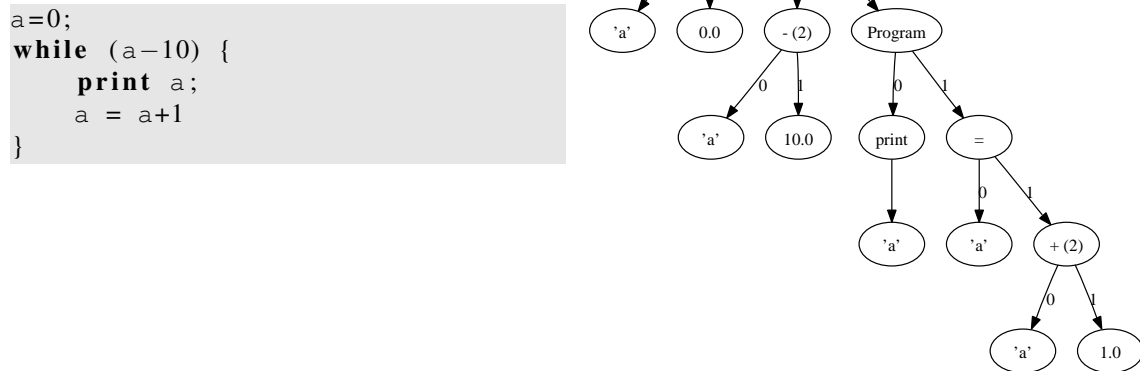 a=0;
while (a−10) {
print a;
a = a+1
}
'a' 0.0 - (2) Program
0 1 0 1
'a' 10.0 print =
0 1
'a' 'a' + (2)
0 1
'a' 1.0